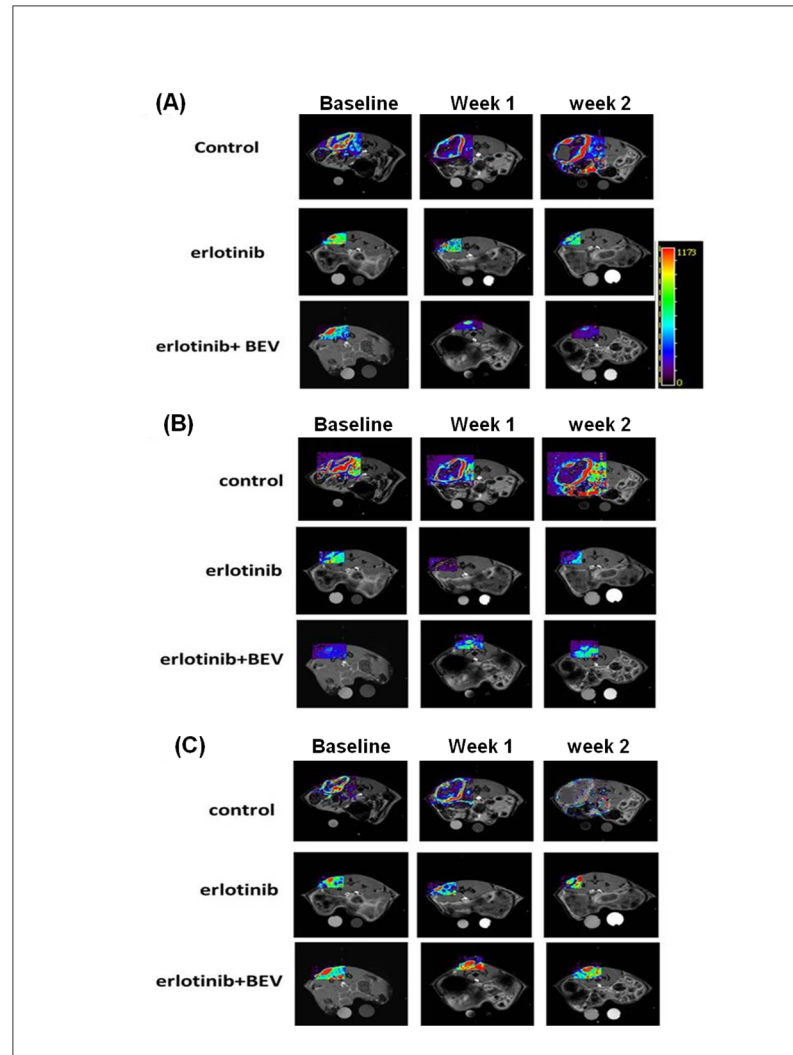 (A)
Baseline Week 1 week 2
Control
erlotinib
1173
erlotinib+ BEV
0
(B)
Baseline Week 1 week 2
control
erlotinib
erlotinib+BEV
(C)
Baseline Week 1 week 2
control
erlotinib
erlotinib+BEV